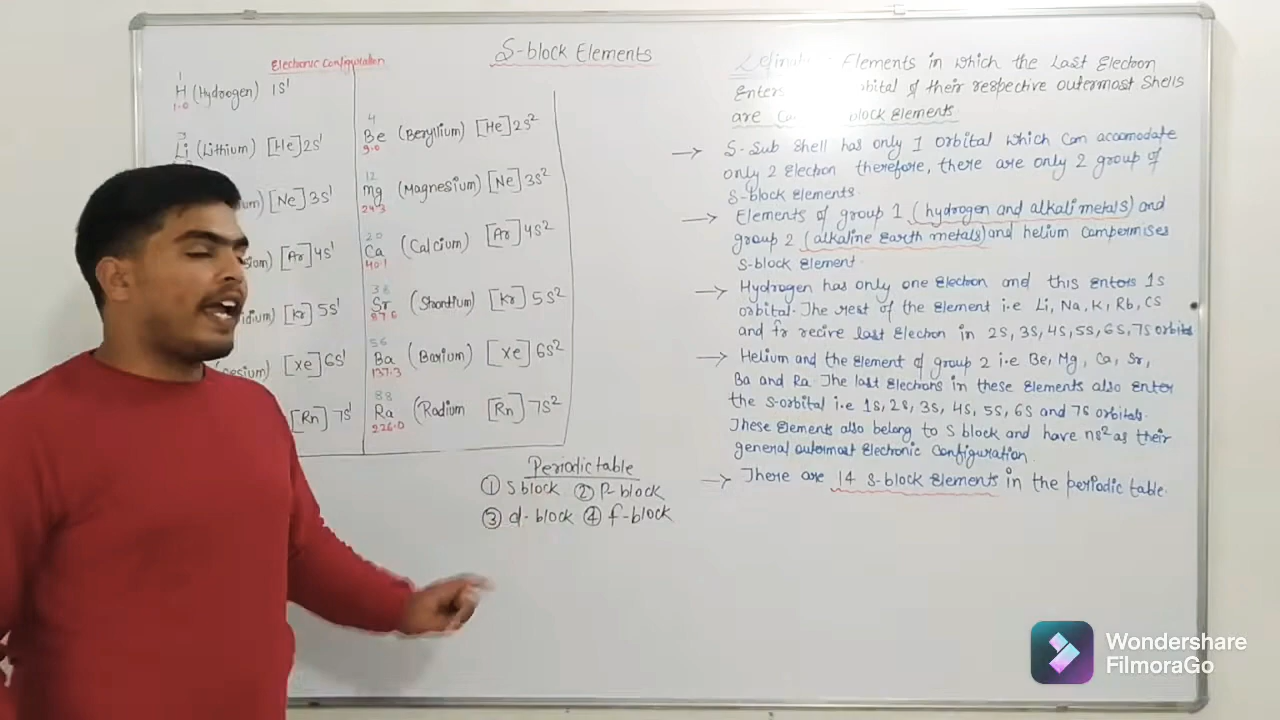 S-block Elements
Electronic Configuration
1
H (Hydrogen) 1s¹
1.0
3
Li (Lithium) [He]2s¹
[Ne]3s¹
[Ar]4s¹
[Kr]5s¹
[Xe]6s¹
[Rn]7s¹
4
Be (Beryllium) [He]2s²
9.0
12
Mg (Magnesium) [Ne]3s²
24.3
20
Ca (Calcium) [Ar]4s²
40.1
38
Sr (Strontium) [Kr]5s²
87.6
56
Ba (Barium) [Xe]6s²
137.3
88
Ra (Radium [Rn]7s²
226.0
Periodic table
① S block ② P-block
③ d-block ④ f-block
Elements in which the Last Electron
Enters orbital of their respective outermost Shells
are block Elements
→ S-Sub Shell has only 1 orbital which can accomodate
only 2 Electron therefore, there are only 2 group of
S-block Elements.
→ Elements of group 1 (hydrogen and alkali metals) and
group 2 (alkaline Earth metals) and helium compermises
S-block Element.
→ Hydrogen has only one Electron and this enters 1s
orbital. The rest of the Element i.e Li, Na, K, Rb, Cs
and fr recive last Electron in 2s, 3s, 4s, 5s, 6s, 7s orbitals
→ Helium and the Element of group 2 i.e Be, Mg, Ca, Sr,
Ba and Ra. The last Electrons in these Elements also enter
the s-orbital i.e 1s, 2s, 3s, 4s, 5s, 6s and 7s orbitals.
These Elements also belong to S block and have ns² as their
general outermost Electronic Configuration.
→ There are 14 S-block Elements in the periodic table.
Wondershare
FilmoraGo